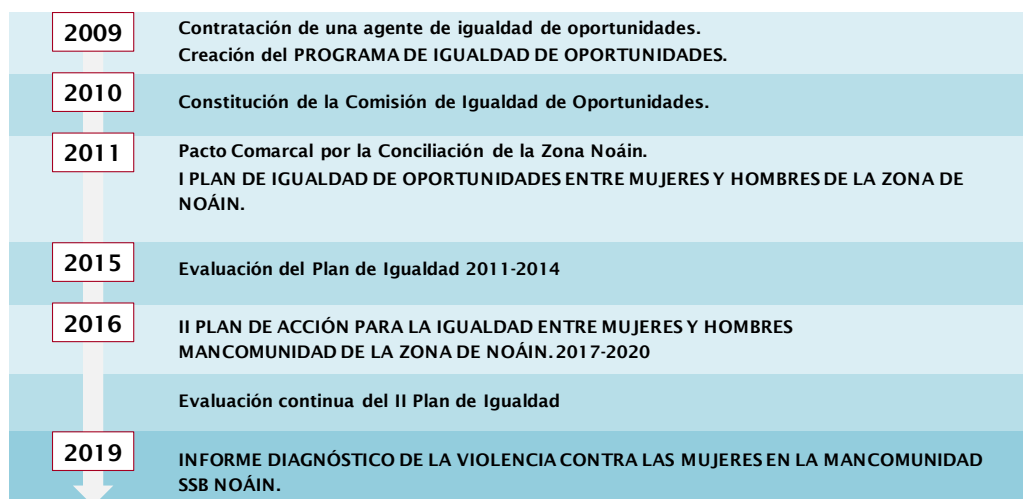 2009
Contratación de una agente de igualdad de oportunidades.
Creación del PROGRAMA DE IGUALDAD DE OPORTUNIDADES.
2010
Constitución de la Comisión de Igualdad de Oportunidades.
2011
Pacto Comarcal por la Conciliación de la Zona Noáin.
I PLAN DE IGUALDAD DE OPORTUNIDADES ENTRE MUJERES Y HOMBRES DE LA ZONA DE
NOÁIN.
2015
Evaluación del Plan de Igualdad 2011-2014
2016
II PLAN DE ACCIÓN PARA LA IGUALDAD ENTRE MUJERES Y HOMBRES
MANCOMUNIDAD DE LA ZONA DE NOÁIN. 2017-2020
Evaluación continua del II Plan de Igualdad
2019
INFORME DIAGNÓSTICO DE LA VIOLENCIA CONTRA LAS MUJERES EN LA MANCOMUNIDAD
SSB NOÁIN.